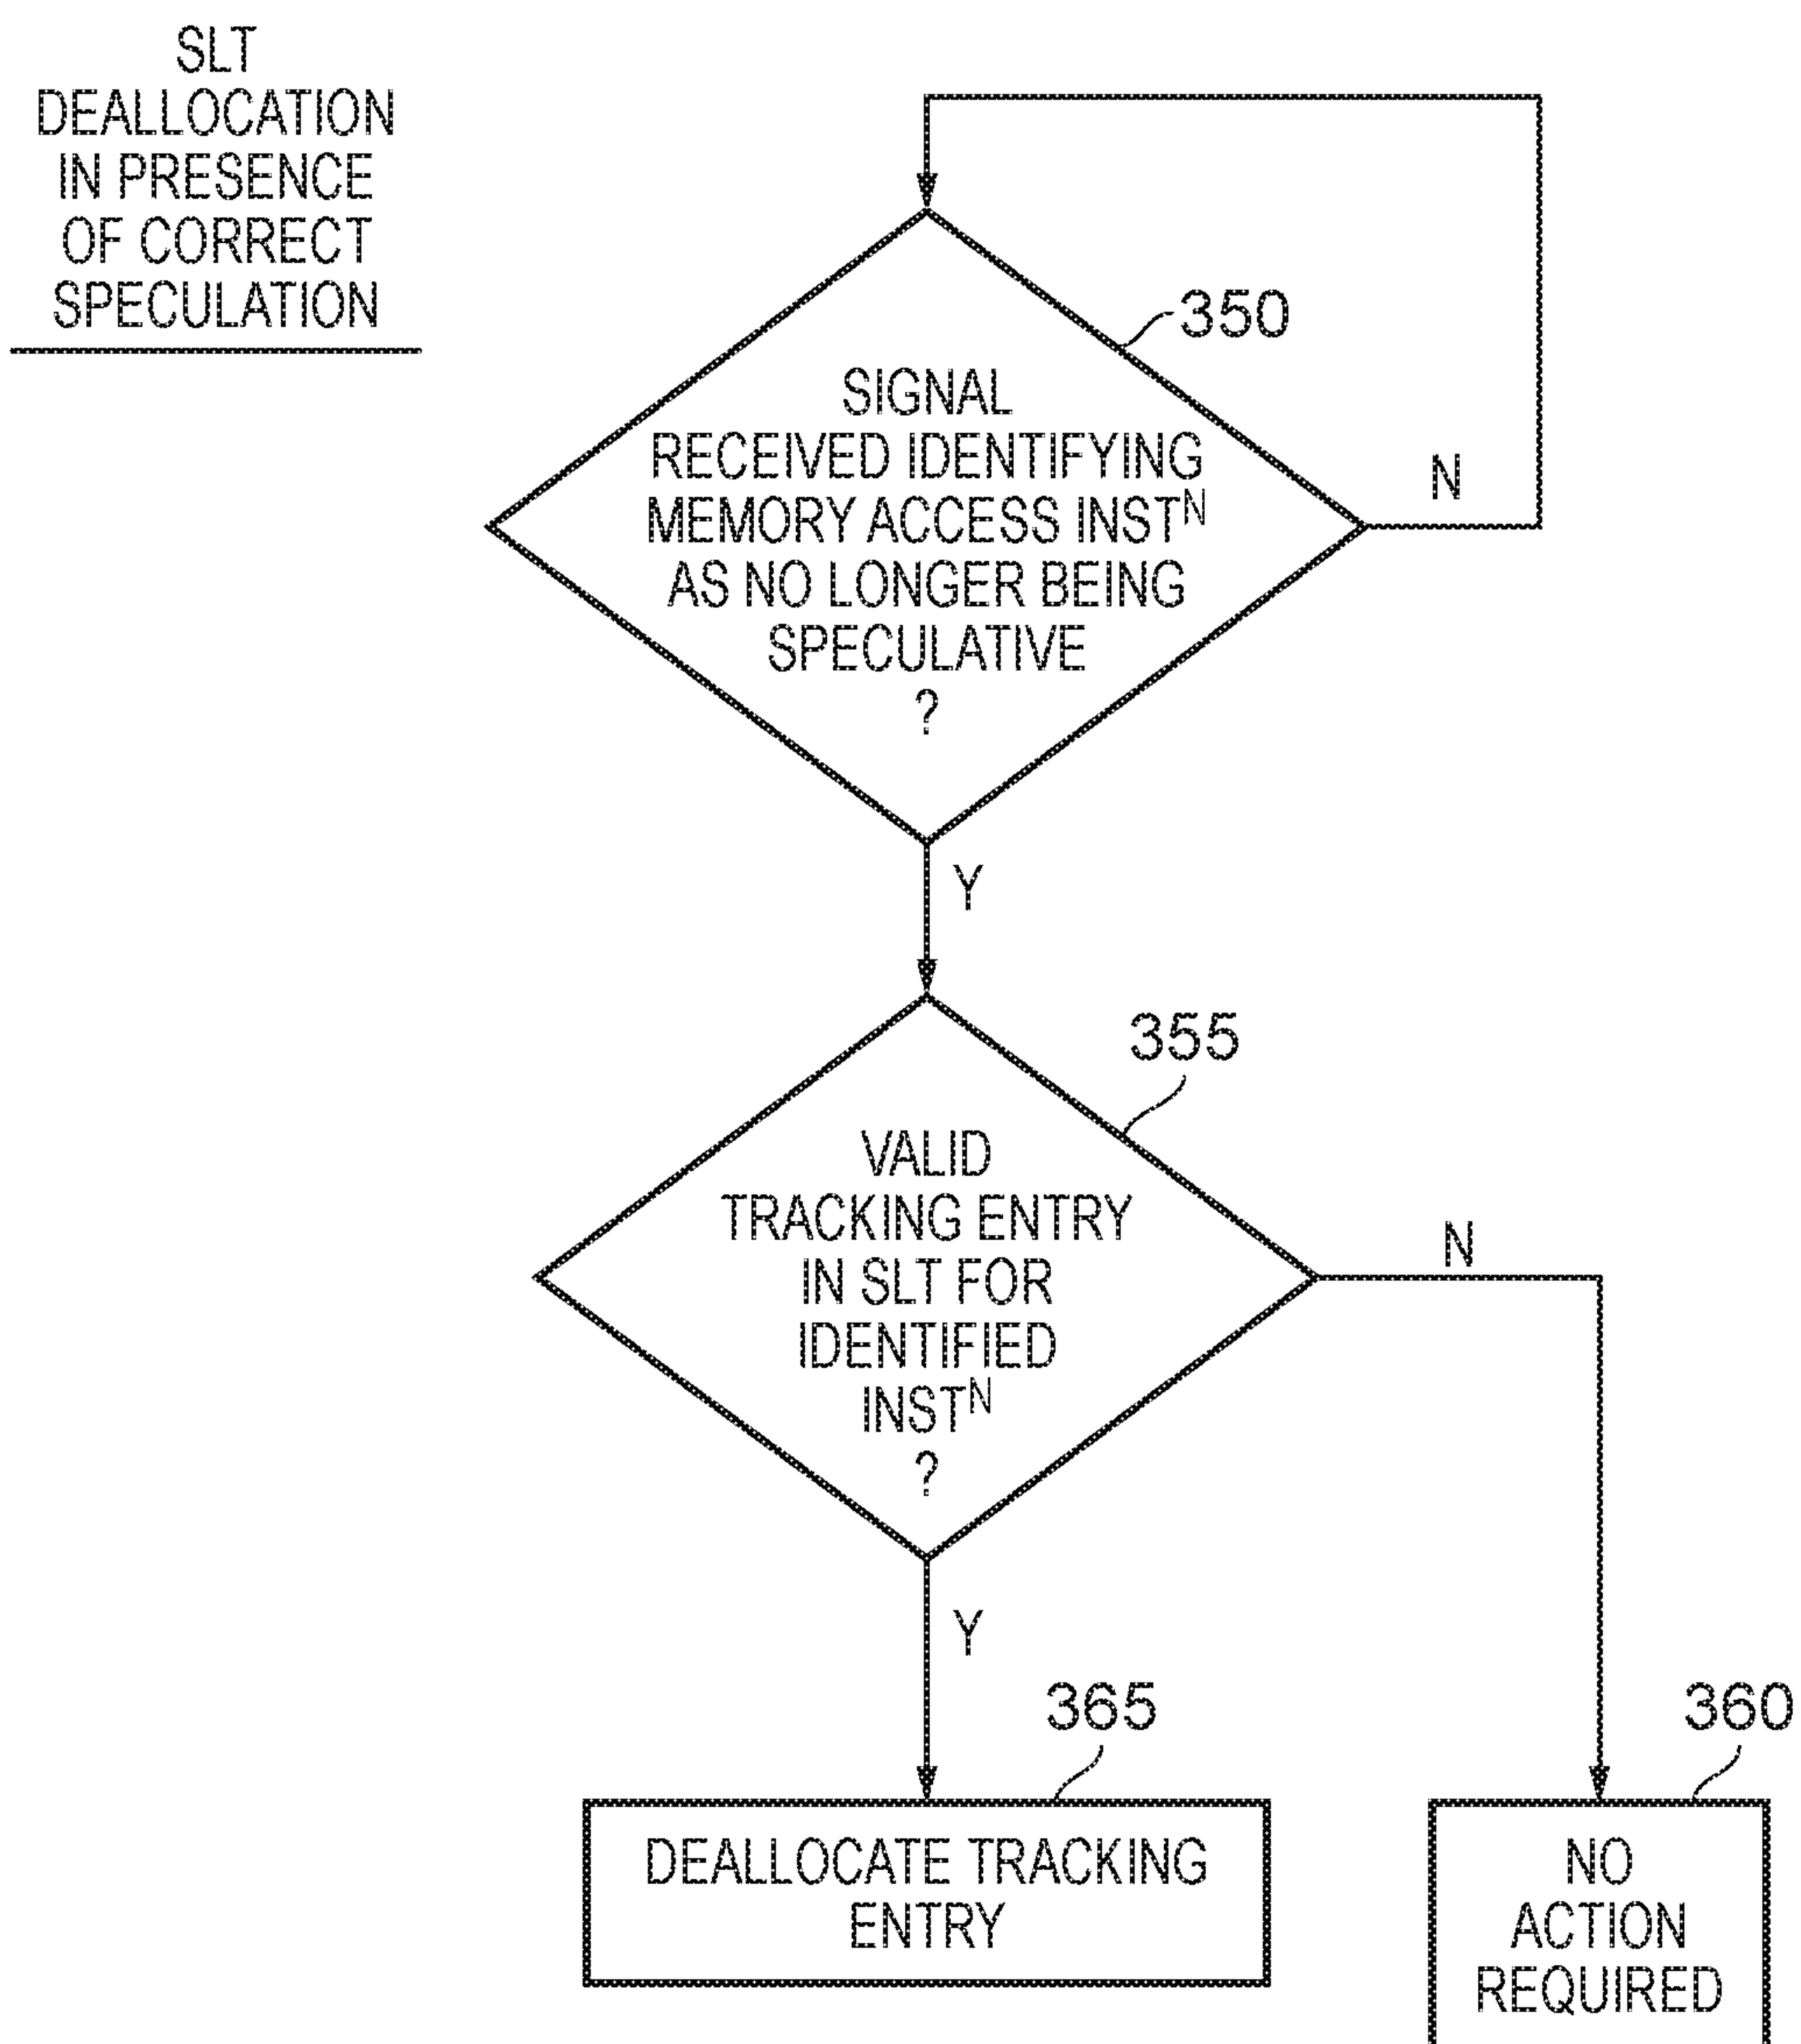 SLT
DEALLOCATION
IN PRESENCE
OF CORRECT
SPECULATION
350
SIGNAL
RECEIVED IDENTIFYING
MEMORY ACCESS INSTᴺ
AS NO LONGER BEING
SPECULATIVE
?
N
Y
355
VALID
TRACKING ENTRY
IN SLT FOR
IDENTIFIED
INSTᴺ
?
N
Y
365
DEALLOCATE TRACKING
ENTRY
360
NO
ACTION
REQUIRED